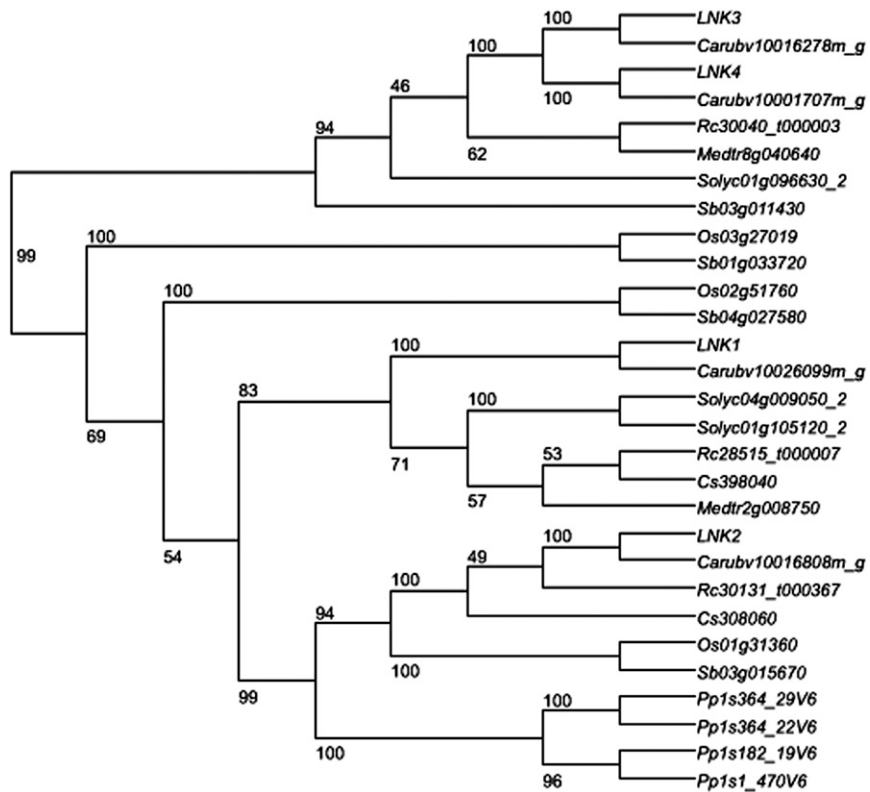 100
LNK3
Carubv10016278m_g
100
LNK4
100
Carubv10001707m_g
46
Rc30040_t000003
94
62
Medtr8g040640
Solyc01g096630_2
Sb03g011430
99
100
Os03g27019
Sb01g033720
100
Os02g51760
Sb04g027580
100
LNK1
Carubv10026099m_g
83
100
Solyc04g009050_2
Solyc01g105120_2
69
71
53
Rc28515_t000007
57
Cs398040
Medtr2g008750
54
100
LNK2
49
Carubv10016808m_g
100
Rc30131_t000367
94
Cs308060
Os01g31360
100
Sb03g015670
99
100
Pp1s364_29V6
Pp1s364_22V6
100
Pp1s182_19V6
96
Pp1s1_470V6